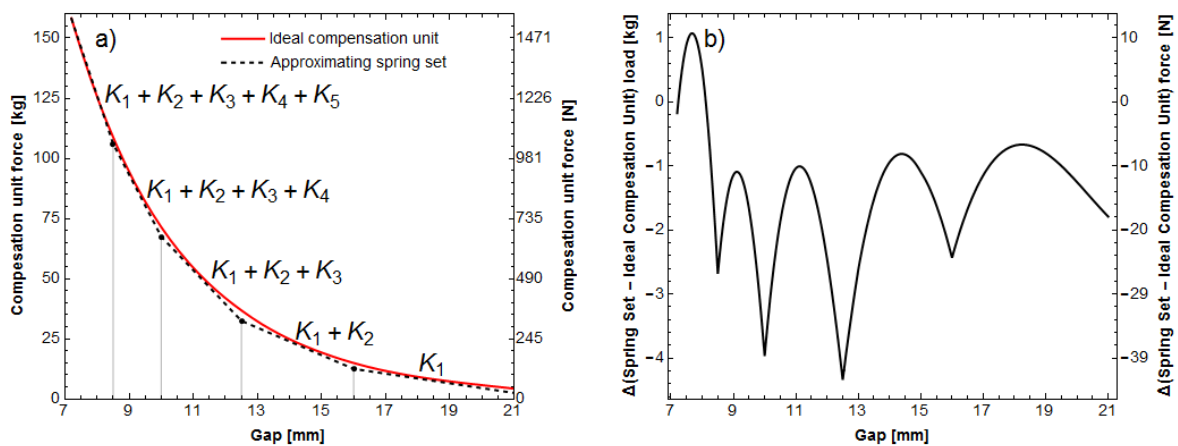 a)
Ideal compensation unit
Approximating spring set
K1 + K2 + K3 + K4 + K5
K1 + K2 + K3 + K4
K1 + K2 + K3
K1 + K2
K1
Compesation unit force [kg]
150
125
100
75
50
25
0
Compesation unit force [N]
1471
1226
981
735
490
245
0
7 9 11 13 15 17 19 21
Gap [mm]
b)
Δ(Spring Set – Ideal Compesation Unit) load [kg]
1
0
−1
−2
−3
−4
Δ(Spring Set – Ideal Compesation Unit) force [N]
10
0
−10
−20
−29
−39
7 9 11 13 15 17 19 21
Gap [mm]